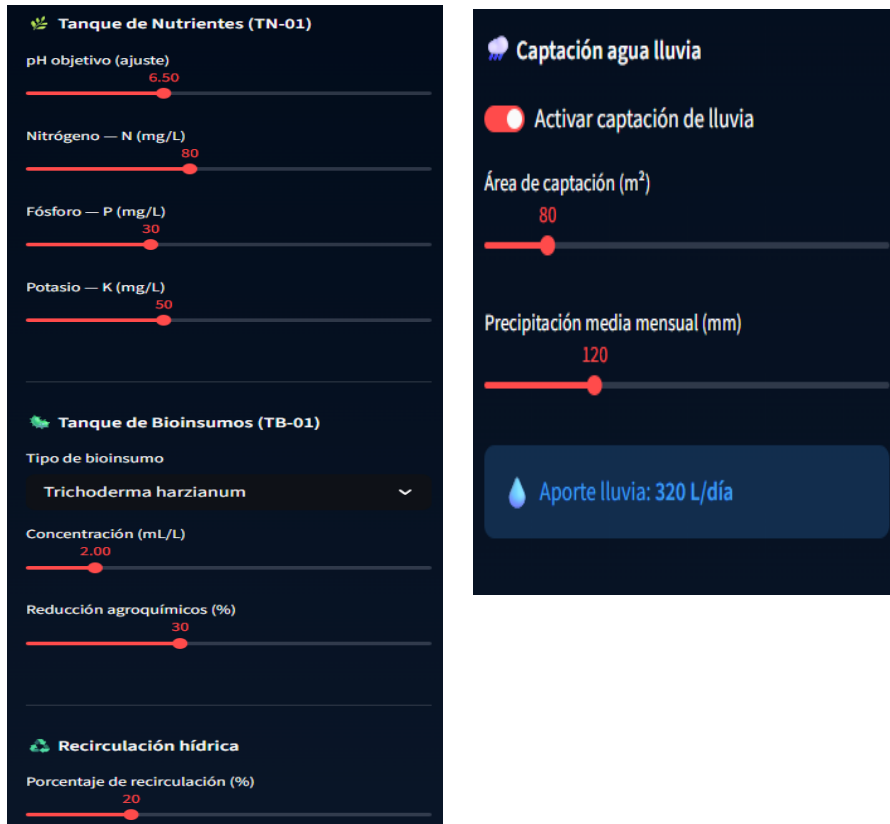 Tanque de Nutrientes (TN-01)
pH objetivo (ajuste)
6.50
Nitrógeno — N (mg/L)
80
Fósforo — P (mg/L)
30
Potasio — K (mg/L)
50
Tanque de Bioinsumos (TB-01)
Tipo de bioinsumo
Trichoderma harzianum
Concentración (mL/L)
2.00
Reducción agroquímicos (%)
30
Recirculación hídrica
Porcentaje de recirculación (%)
20
Captación agua lluvia
Activar captación de lluvia
Área de captación (m²)
80
Precipitación media mensual (mm)
120
Aporte lluvia: 320 L/día